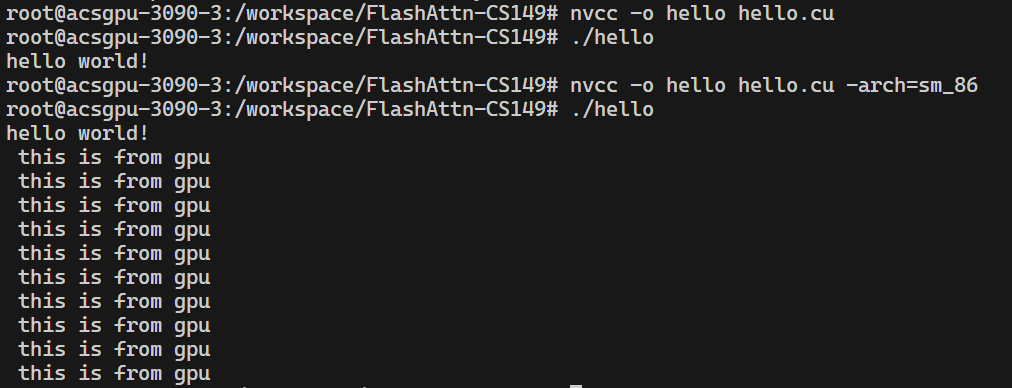 root@acsgpu-3090-3:/workspace/FlashAttn-CS149# nvcc -o hello hello.cu
root@acsgpu-3090-3:/workspace/FlashAttn-CS149# ./hello
hello world!
root@acsgpu-3090-3:/workspace/FlashAttn-CS149# nvcc -o hello hello.cu -arch=sm_86
root@acsgpu-3090-3:/workspace/FlashAttn-CS149# ./hello
hello world!
this is from gpu
this is from gpu
this is from gpu
this is from gpu
this is from gpu
this is from gpu
this is from gpu
this is from gpu
this is from gpu
this is from gpu